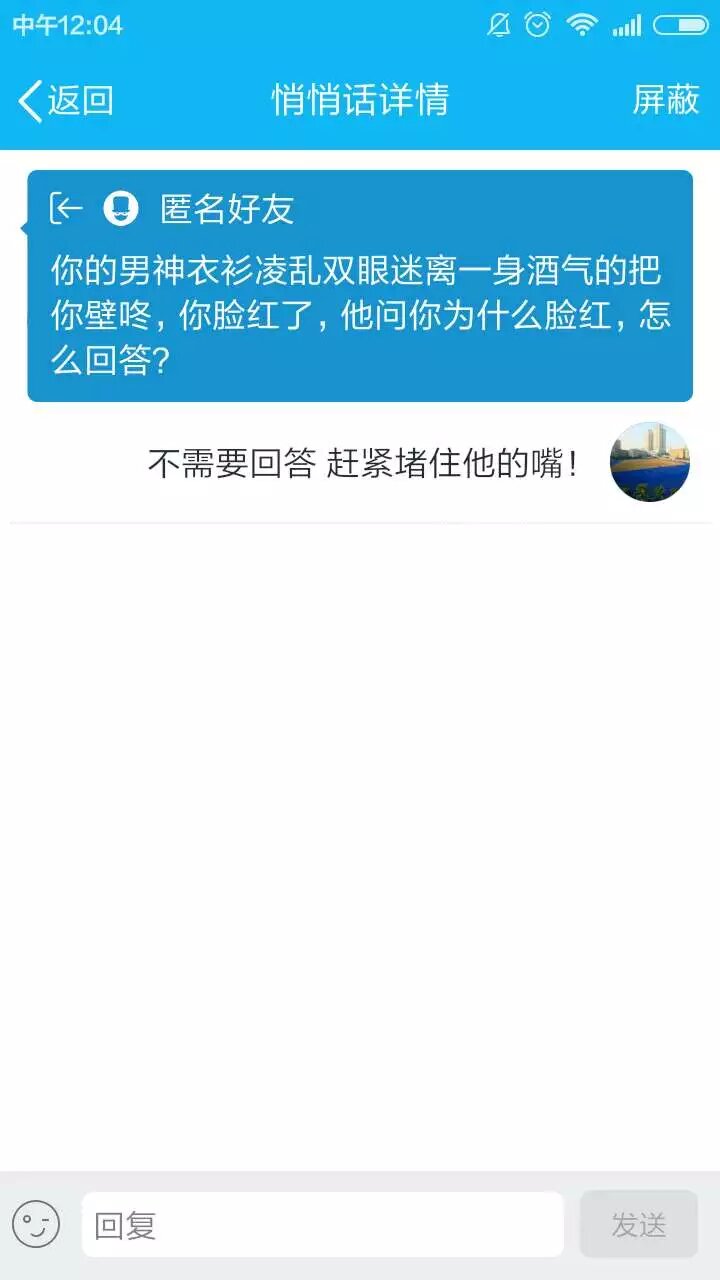 中午12:04
返回 悄悄话详情 屏蔽
匿名好友
你的男神衣衫凌乱双眼迷离一身酒气的把
你壁咚，你脸红了，他问你为什么脸红，怎
么回答？
不需要回答 赶紧堵住他的嘴！
回复 发送